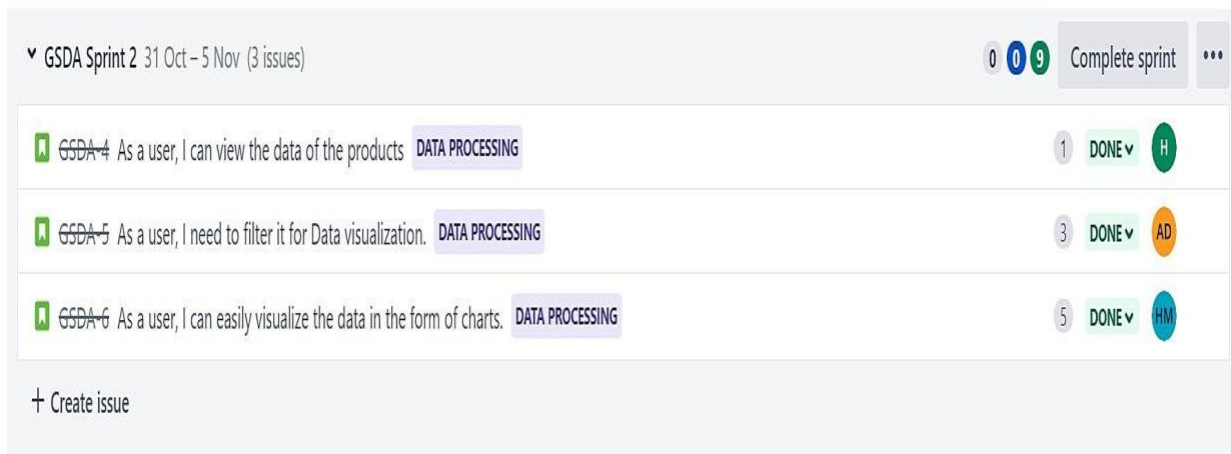 GSDA Sprint 2 31 Oct – 5 Nov (3 issues) 0 0 9 Complete sprint
GSDA-4 As a user, I can view the data of the products DATA PROCESSING 1 DONE H
GSDA-5 As a user, I need to filter it for Data visualization. DATA PROCESSING 3 DONE AD
GSDA-6 As a user, I can easily visualize the data in the form of charts. DATA PROCESSING 5 DONE HM
+ Create issue